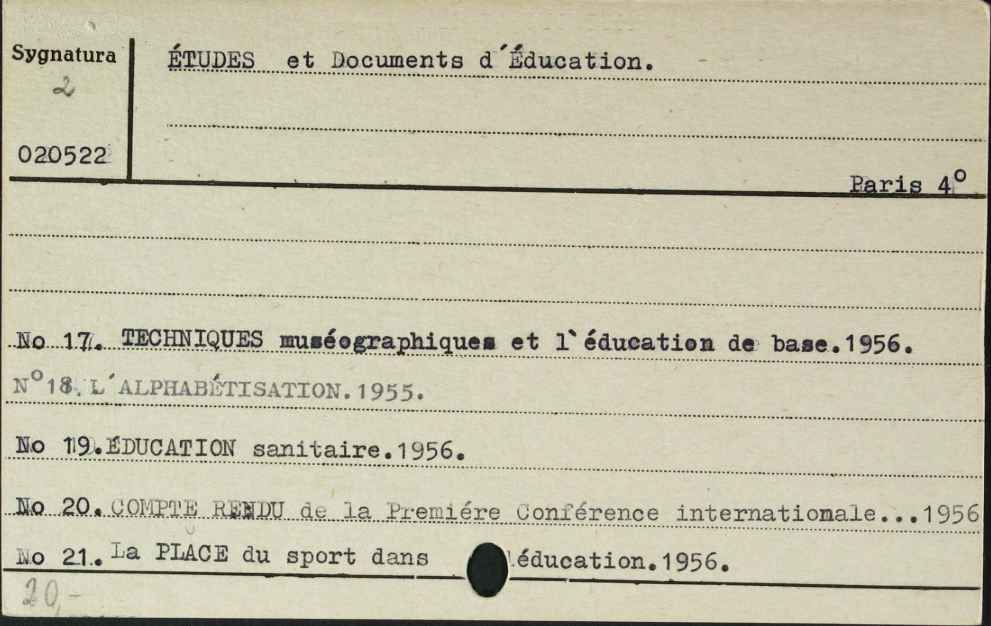 Sygnatura
2
020522
ÉTUDES et Documents d´Éducation.
Paris 4°
No 17. TECHNIQUES muséographiques et l`éducation de base.1956.
N°18. L´ALPHABÉTISATION.1955.
No 19.ÉDUCATION sanitaire.1956.
No 20. COMPTE RENDU de la Premiére Conférence internationale...1956
No 21. La PLACE du sport dans éducation.1956.
20,-